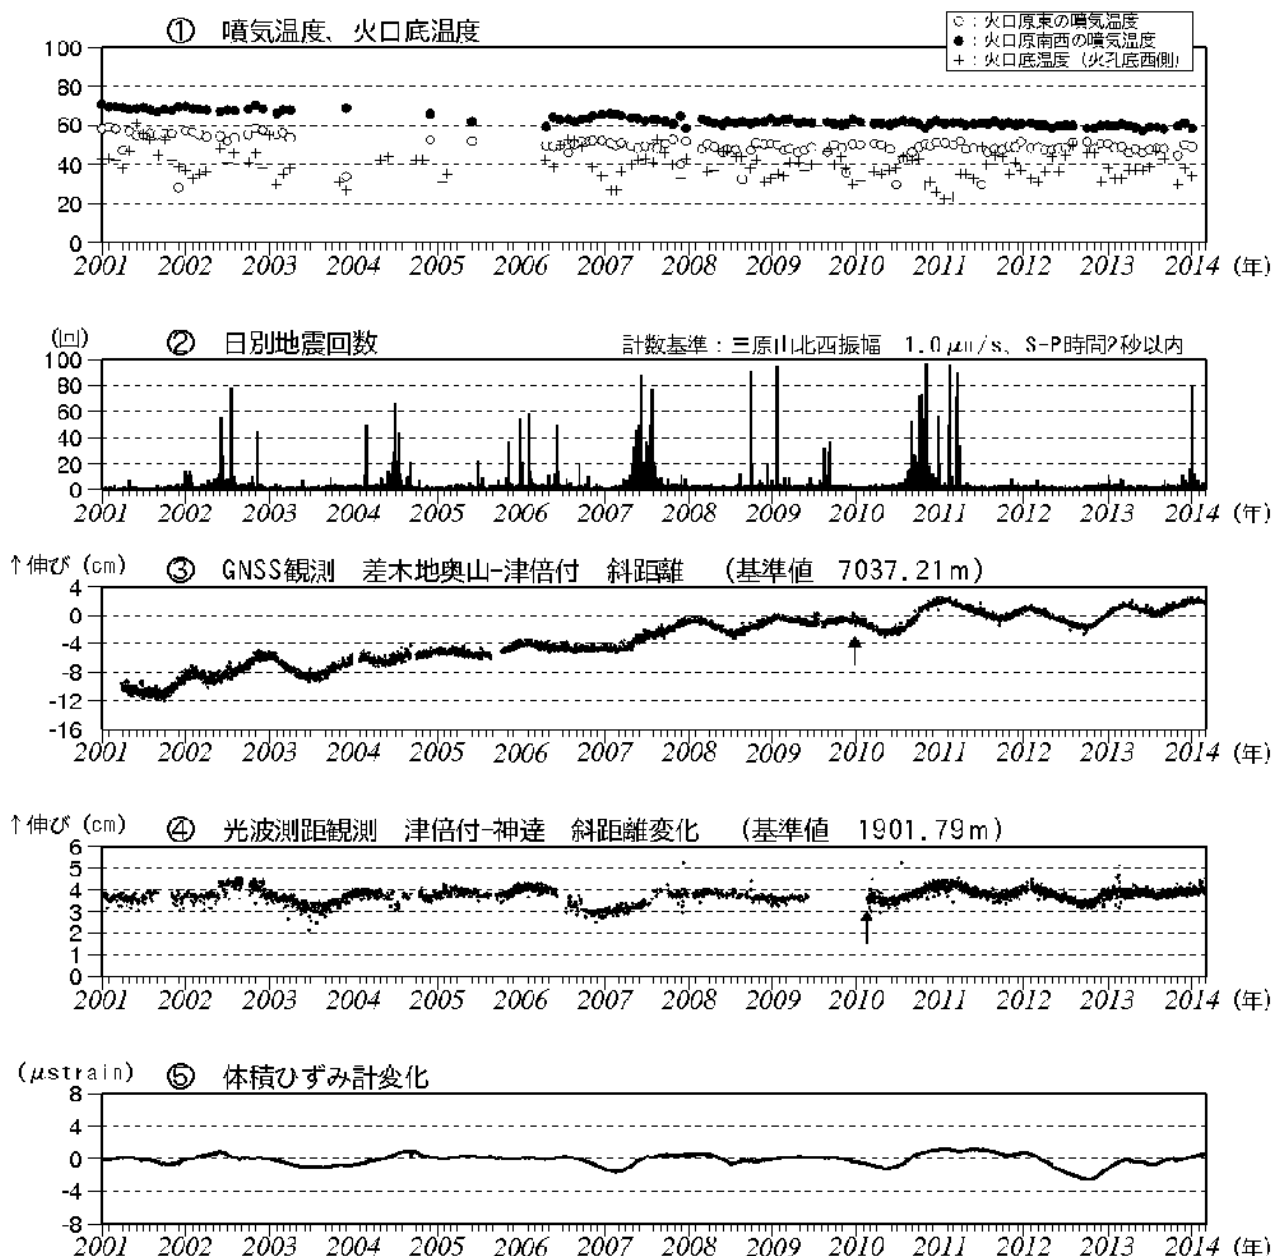 ① 噴気温度、火口底温度
○：火口原東の噴気温度
●：火口原南西の噴気温度
＋：火口底温度（火孔底西側）
100
80
60
40
20
0
2001 2002 2003 2004 2005 2006 2007 2008 2009 2010 2011 2012 2013 2014 (年)
(回) ② 日別地震回数 計数基準：三原山北西振幅 1.0μm/s、S-P時間2秒以内
100
80
60
40
20
0
2001 2002 2003 2004 2005 2006 2007 2008 2009 2010 2011 2012 2013 2014 (年)
↑伸び (cm) ③ GNSS観測 差木地奥山-津倍付 斜距離 (基準値 7037.21m)
4
0
-4
-8
-12
-16
2001 2002 2003 2004 2005 2006 2007 2008 2009 2010 2011 2012 2013 2014 (年)
↑伸び (cm) ④ 光波測距観測 津倍付-神達 斜距離変化 (基準値 1901.79m)
6
5
4
3
2
1
0
2001 2002 2003 2004 2005 2006 2007 2008 2009 2010 2011 2012 2013 2014 (年)
(μstrain) ⑤ 体積ひずみ計変化
8
4
0
-4
-8
2001 2002 2003 2004 2005 2006 2007 2008 2009 2010 2011 2012 2013 2014 (年)